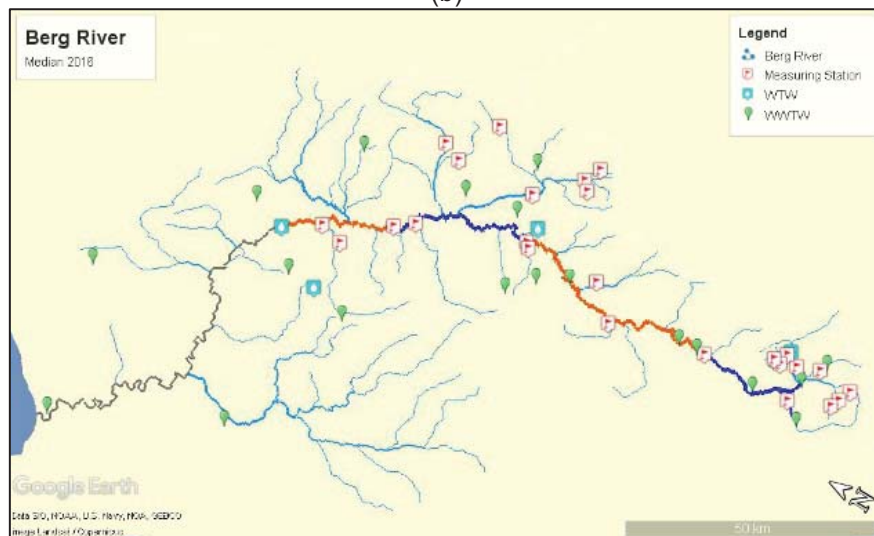 (b)
Berg River
Median 2016
Legend
Berg River
Measuring Station
WTW
WWTW
Google Earth
Data SIO, NOAA, U.S. Navy, NGA, GEBCO
Image Landsat / Copernicus
50 km
N